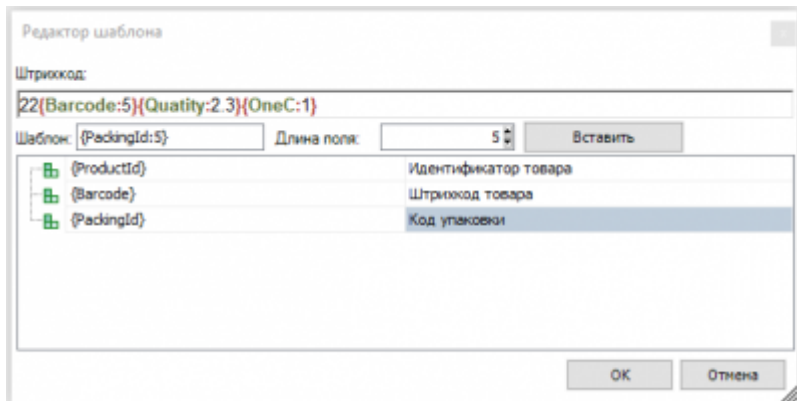 Редактор шаблона
Штрихкод:
22{Barcode:5}{Quatity:2.3}{OneC:1}
Шаблон: {PackingId:5} Длина поля: 5 Вставить
{ProductId} Идентификатор товара
{Barcode} Штрихкод товара
{PackingId} Код упаковки
ОК Отмена